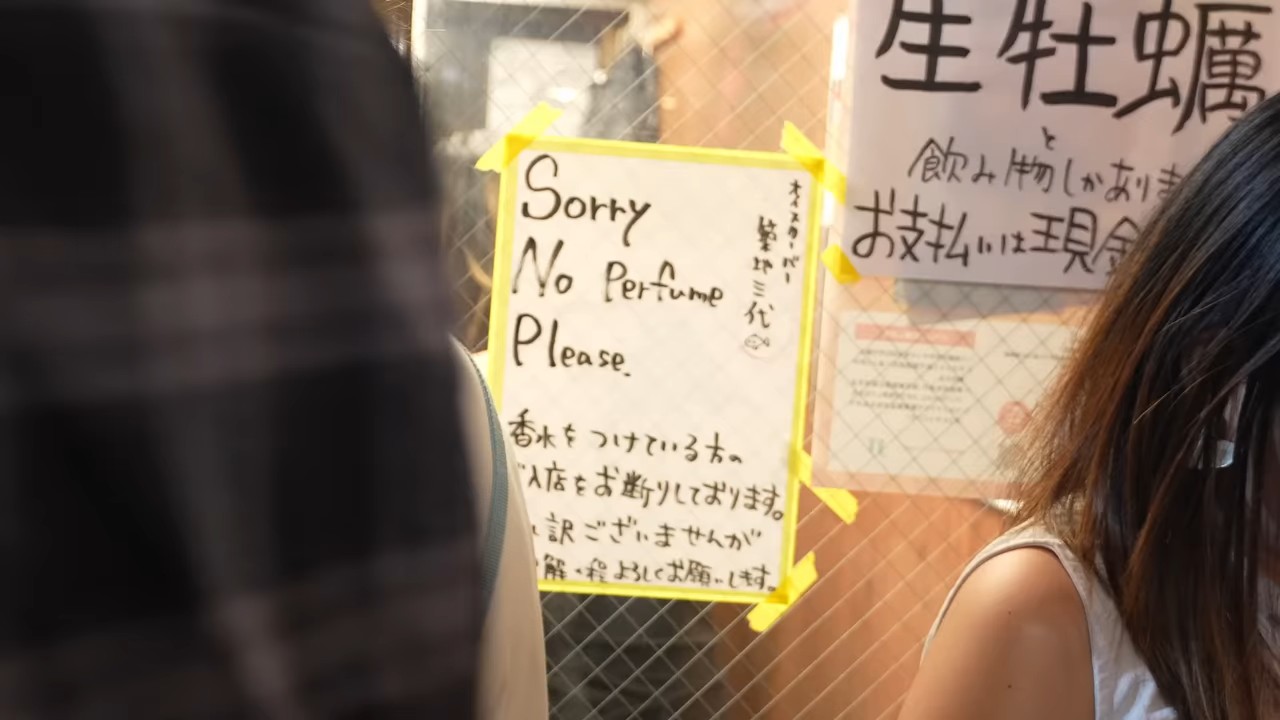 Sorry
No Perfume
Please.
オイスターバー
築地三代
香水をつけている方の
入店をお断りしております。
訳ございませんが
解・程よろしくお願いします。
生牡蠣
と
飲み物しかありま
お支払いは現金